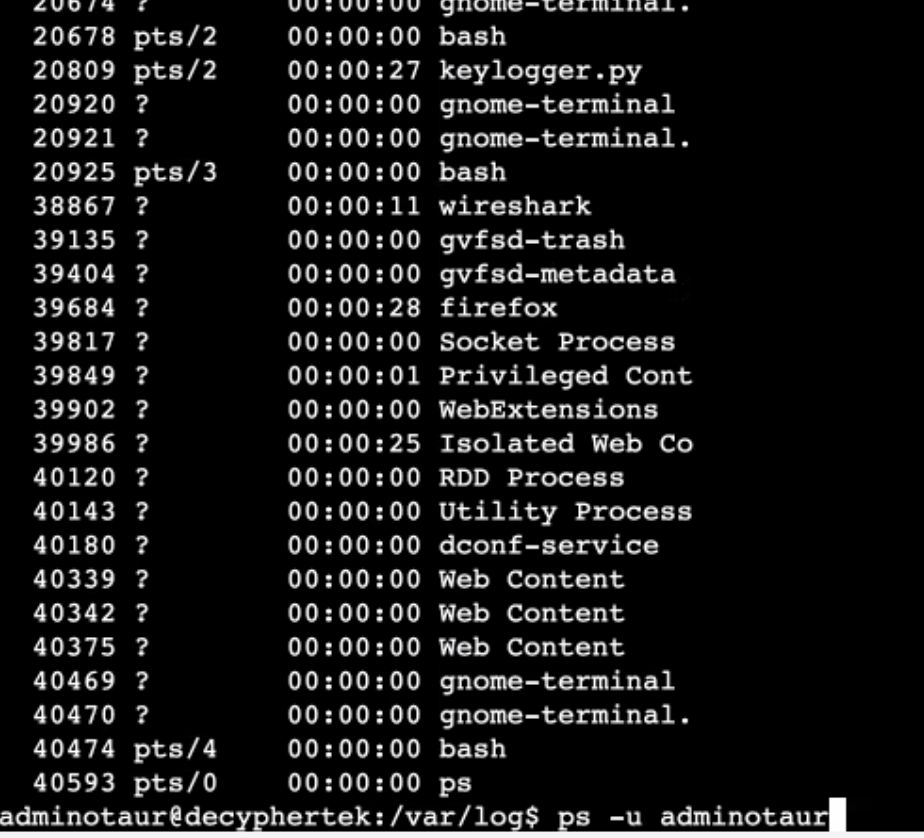 20674 ?        00:00:00 gnome-terminal.
20678 pts/2    00:00:00 bash
20809 pts/2    00:00:27 keylogger.py
20920 ?        00:00:00 gnome-terminal
20921 ?        00:00:00 gnome-terminal.
20925 pts/3    00:00:00 bash
38867 ?        00:00:11 wireshark
39135 ?        00:00:00 gvfsd-trash
39404 ?        00:00:00 gvfsd-metadata
39684 ?        00:00:28 firefox
39817 ?        00:00:00 Socket Process
39849 ?        00:00:01 Privileged Cont
39902 ?        00:00:00 WebExtensions
39986 ?        00:00:25 Isolated Web Co
40120 ?        00:00:00 RDD Process
40143 ?        00:00:00 Utility Process
40180 ?        00:00:00 dconf-service
40339 ?        00:00:00 Web Content
40342 ?        00:00:00 Web Content
40375 ?        00:00:00 Web Content
40469 ?        00:00:00 gnome-terminal
40470 ?        00:00:00 gnome-terminal.
40474 pts/4    00:00:00 bash
40593 pts/0    00:00:00 ps
adminotaur@decyphertek:/var/log$ ps -u adminotaur